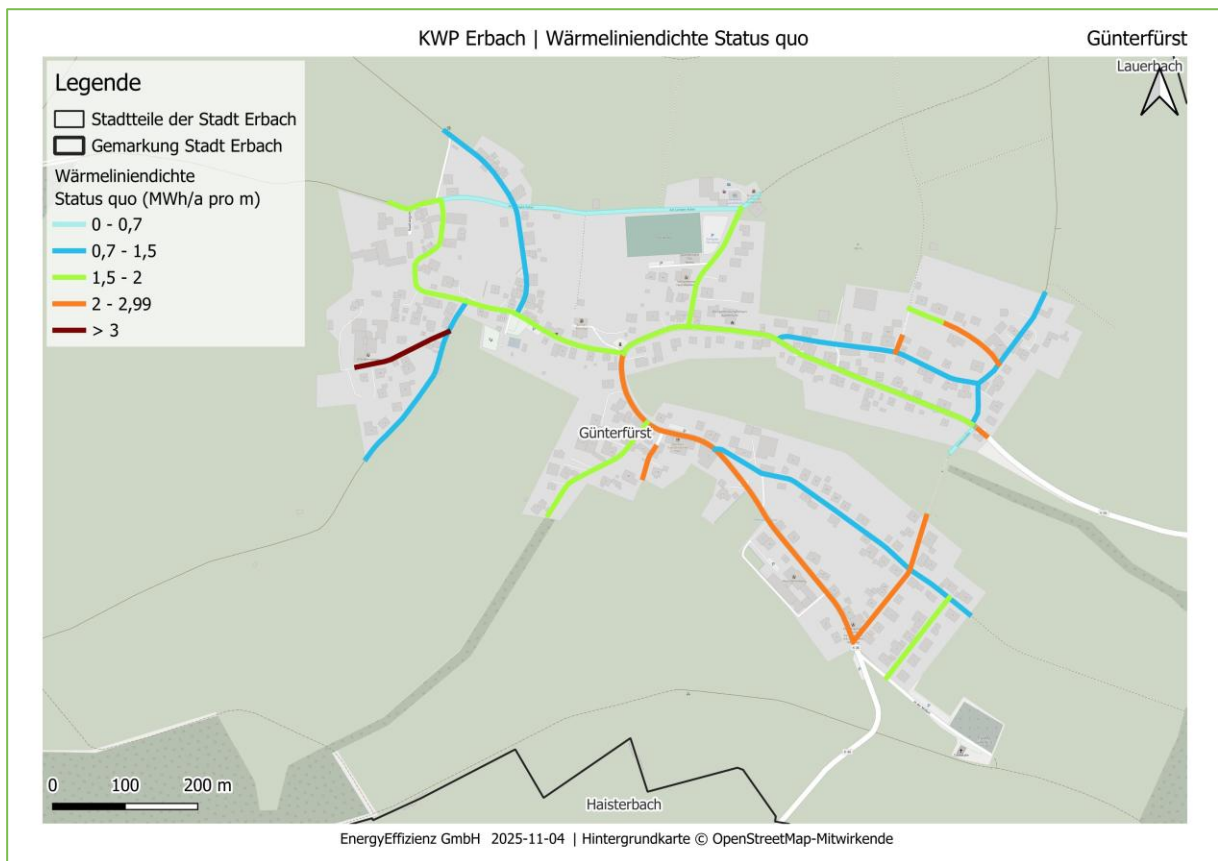 KWP Erbach | Wärmeliniendichte Status quo
Günterfürst
Lauerbach
Legende
Stadtteile der Stadt Erbach
Gemarkung Stadt Erbach
Wärmeliniendichte
Status quo (MWh/a pro m)
0 - 0,7
0,7 - 1,5
1,5 - 2
2 - 2,99
> 3
Günterfürst
0 100 200 m
Haisterbach
EnergyEffizienz GmbH 2025-11-04 | Hintergrundkarte © OpenStreetMap-Mitwirkende